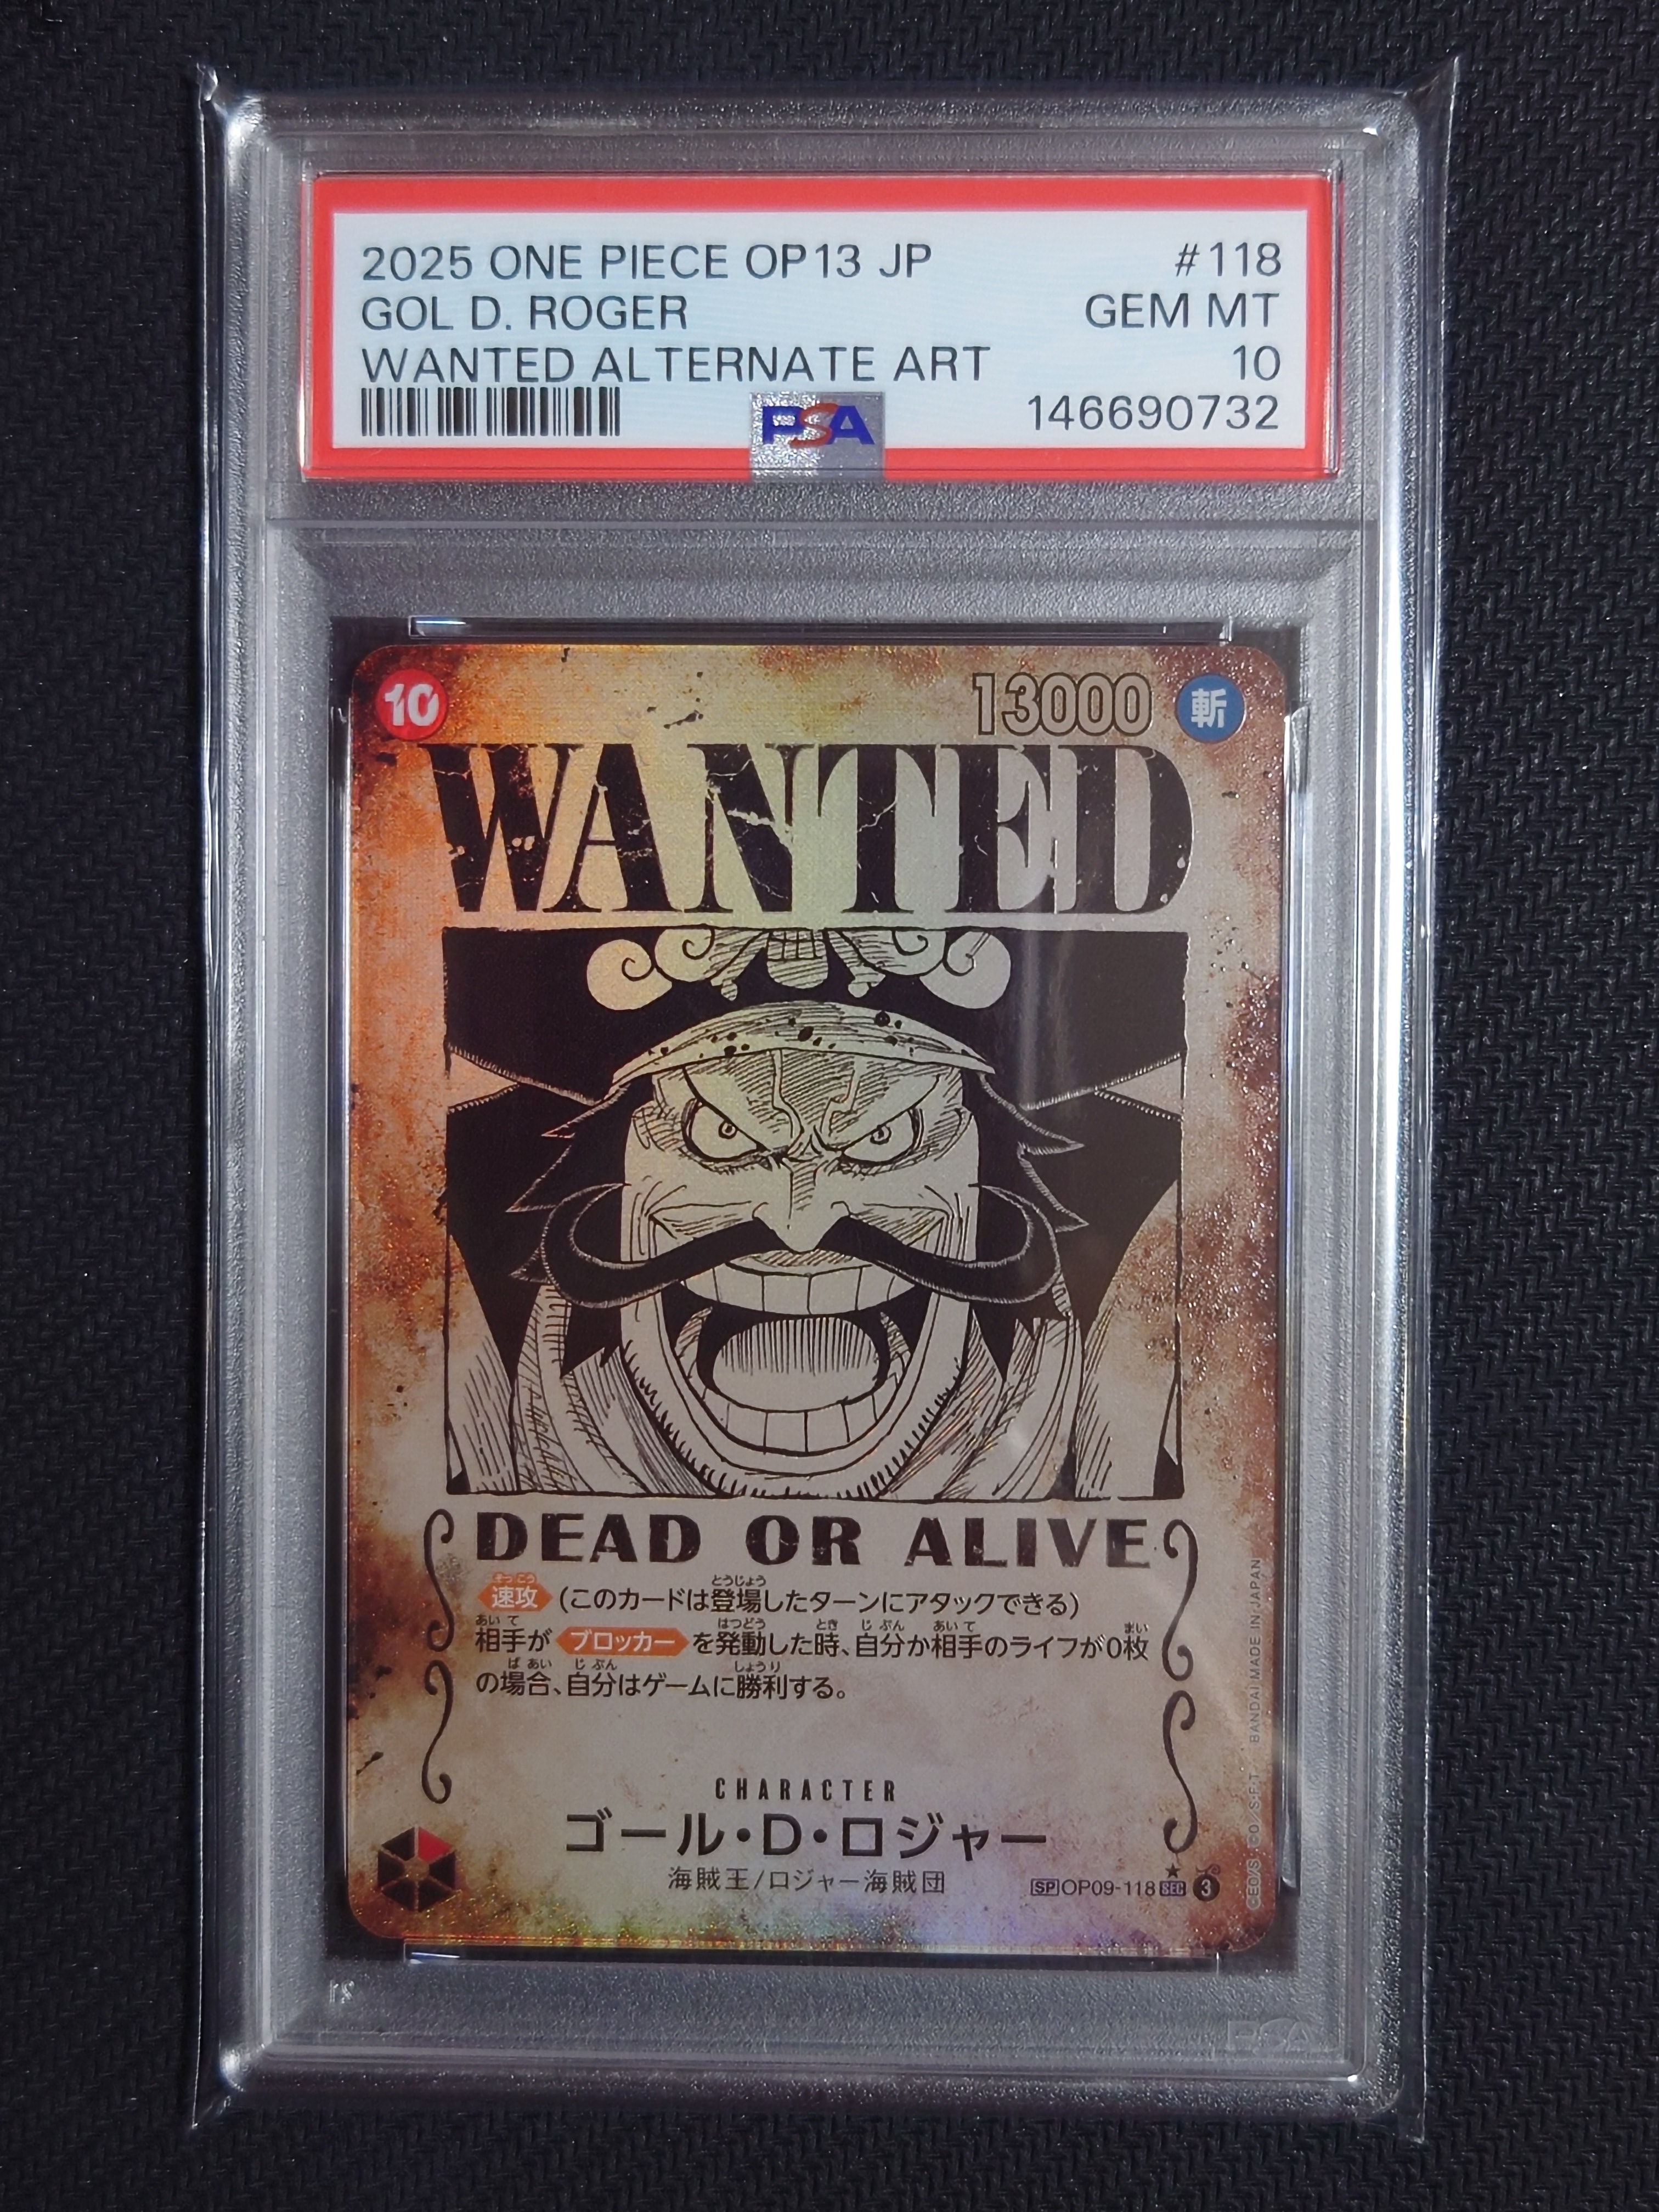 2025 ONE PIECE OP13 JP #118
GOL D. ROGER GEM MT
WANTED ALTERNATE ART 10
PSA 146690732
10 13000 斬
WANTED
DEAD OR ALIVE
速攻 (このカードは登場したターンにアタックできる)
相手が ブロッカー を発動した時、自分か相手のライフが0枚
の場合、自分はゲームに勝利する。
CHARACTER
ゴール・D・ロジャー
海賊王/ロジャー海賊団
SP OP09-118 SEC 3
©E.O./S. ©O./S.F.T. BANDAI MADE IN JAPAN
PSA